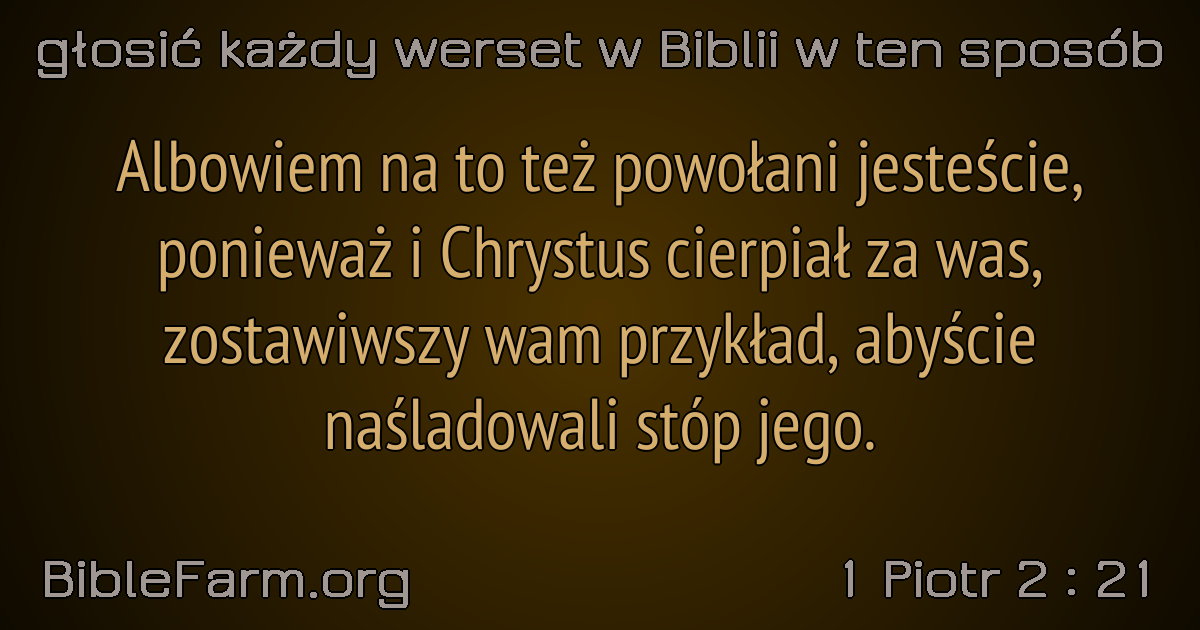 głosić każdy werset w Biblii w ten sposób
Albowiem na to też powołani jesteście,
ponieważ i Chrystus cierpiał za was,
zostawiwszy wam przykład, abyście
naśladowali stóp jego.
BibleFarm.org
1 Piotr 2 : 21